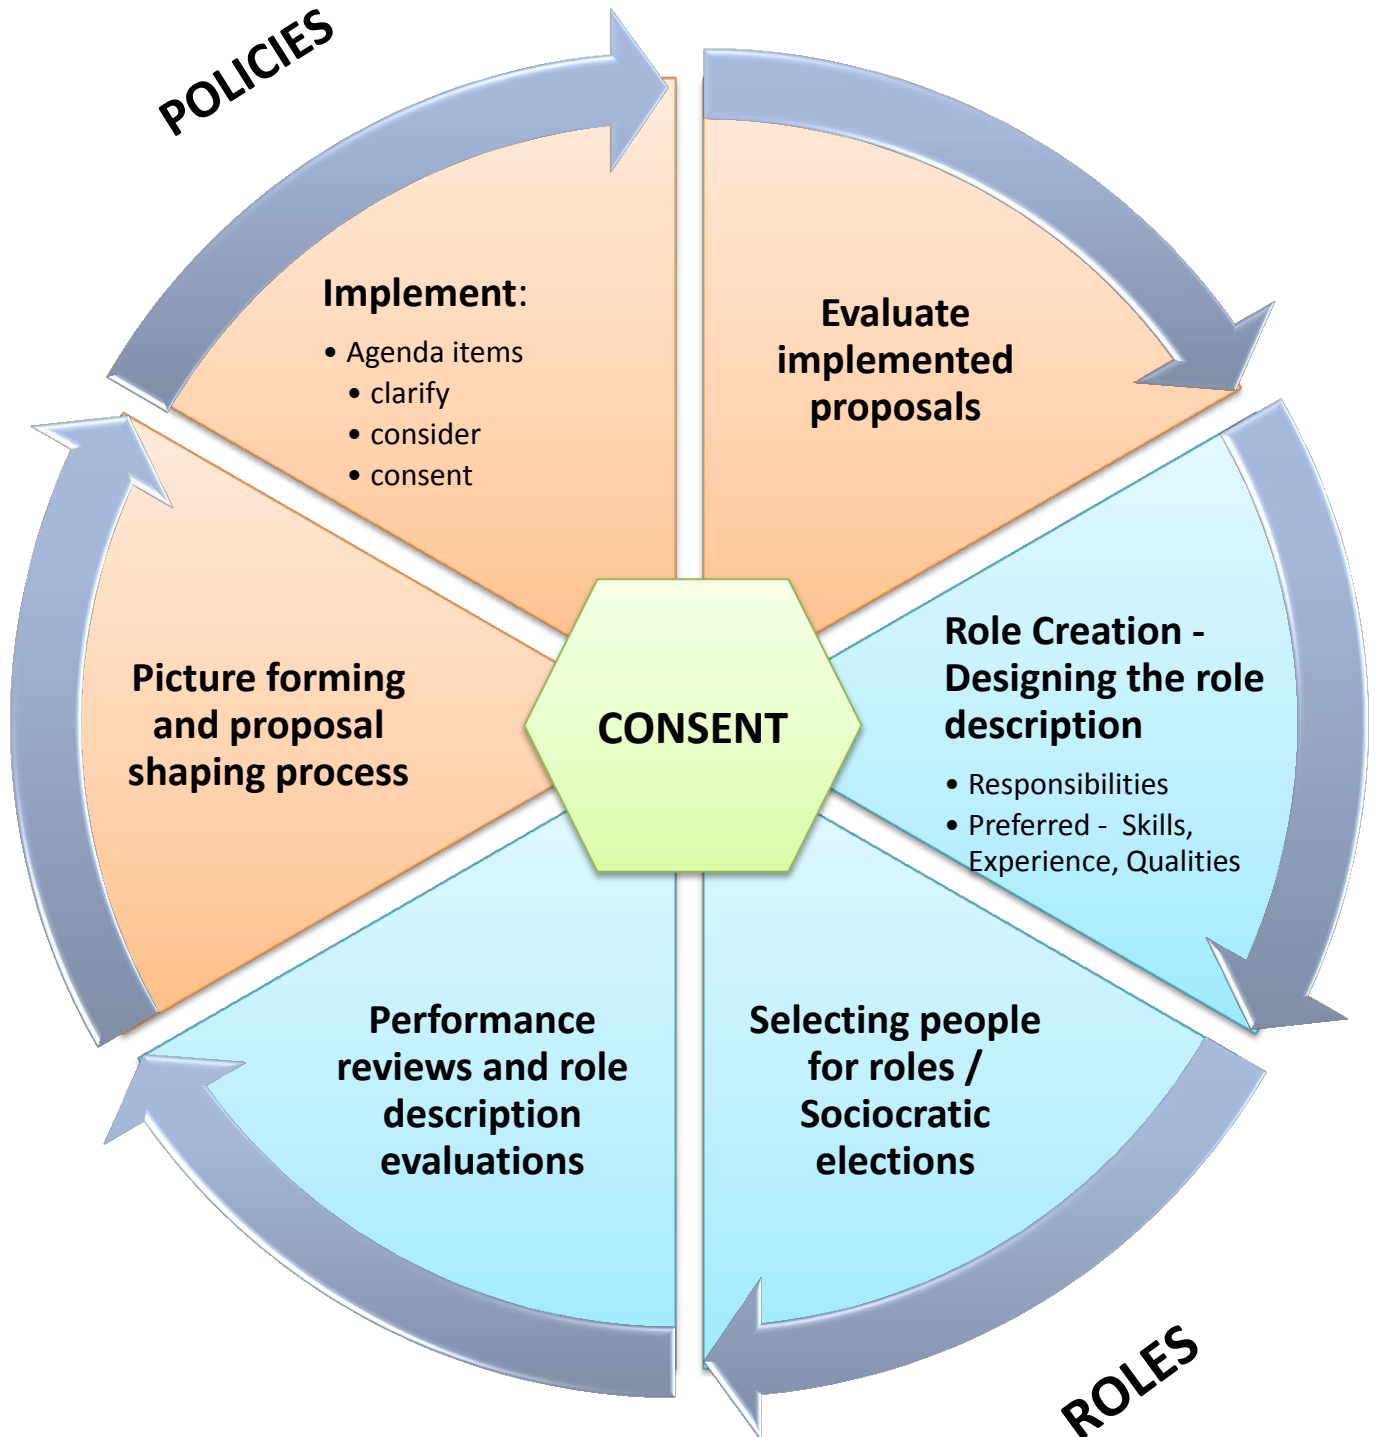 POLICIES
Implement:
• Agenda items
• clarify
• consider
• consent
Evaluate
implemented
proposals
Role Creation -
Designing the role
description
• Responsibilities
• Preferred -  Skills,
Experience, Qualities
Selecting people
for roles /
Sociocratic
elections
Performance
reviews and role
description
evaluations
Picture forming
and proposal
shaping process
CONSENT
ROLES